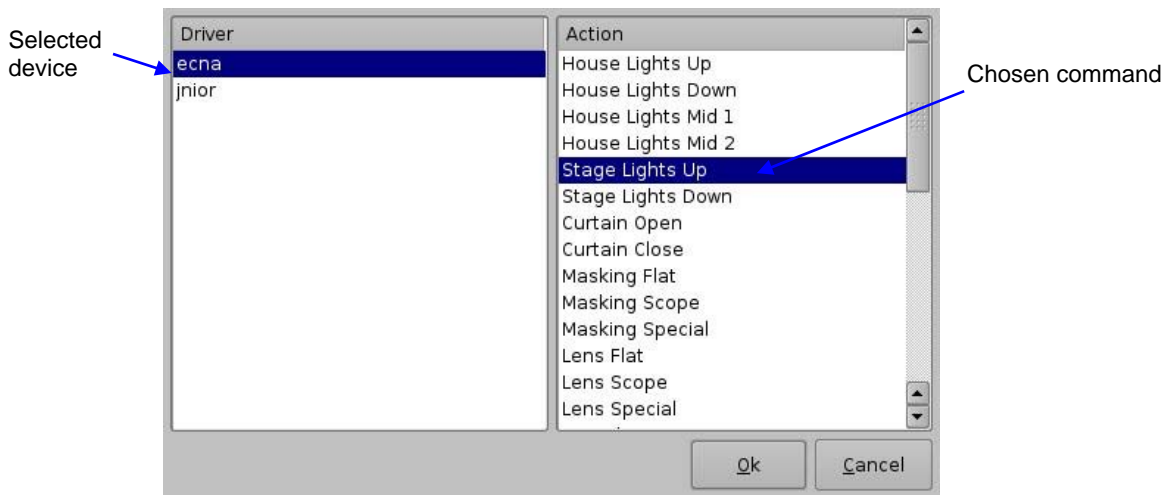 Selected
device
Driver
ecna
jnior
Action
House Lights Up
House Lights Down
House Lights Mid 1
House Lights Mid 2
Stage Lights Up
Stage Lights Down
Curtain Open
Curtain Close
Masking Flat
Masking Scope
Masking Special
Lens Flat
Lens Scope
Lens Special
Chosen command
Ok
Cancel